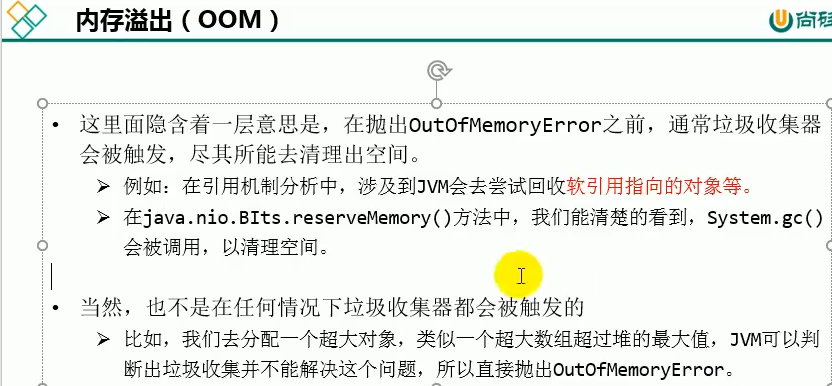 内存溢出（OOM）
尚硅
• 这里面隐含着一层意思是，在抛出OutOfMemoryError之前，通常垃圾收集器
会被触发，尽其所能去清理出空间。
➢ 例如：在引用机制分析中，涉及到JVM会去尝试回收软引用指向的对象等。
➢ 在java.nio.BIts.reserveMemory()方法中，我们能清楚的看到，System.gc()
会被调用，以清理空间。
• 当然，也不是在任何情况下垃圾收集器都会被触发的
➢ 比如，我们去分配一个超大对象，类似一个超大数组超过堆的最大值，JVM可以判
断出垃圾收集并不能解决这个问题，所以直接抛出OutOfMemoryError。